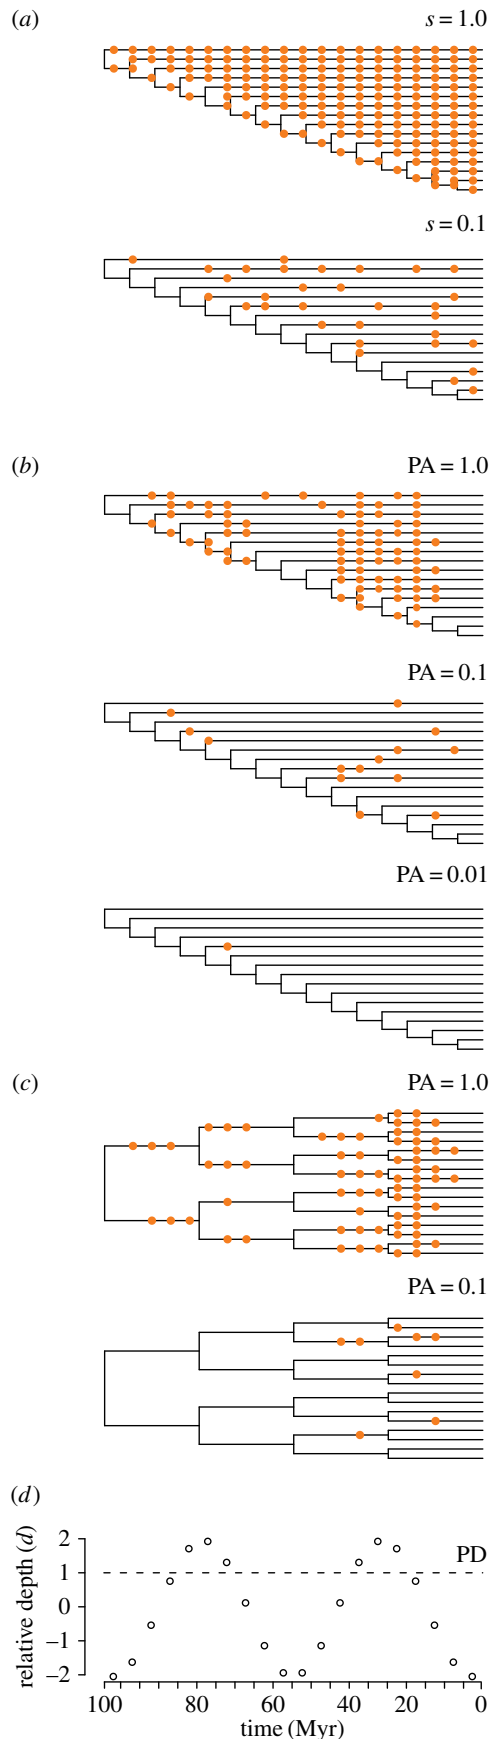 (a)
s = 1.0
s = 0.1
(b)
PA = 1.0
PA = 0.1
PA = 0.01
(c)
PA = 1.0
PA = 0.1
(d)
relative depth (d)
2
1
0
−1
−2
PD
100 80 60 40 20 0
time (Myr)